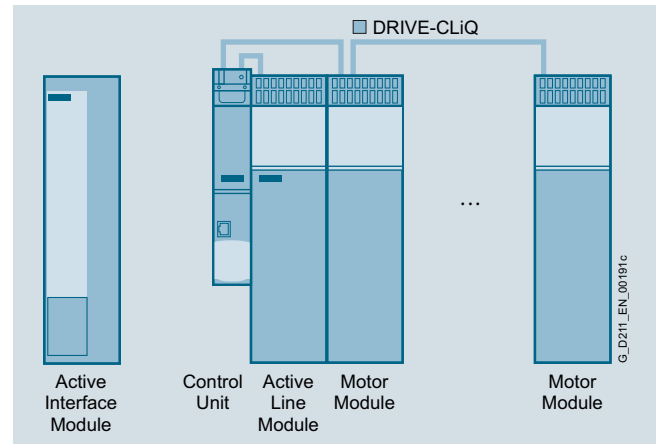 DRIVE-CLiQ
...
G_D211_EN_00191c
Active
Interface
Module
Control
Unit
Active
Line
Module
Motor
Module
Motor
Module